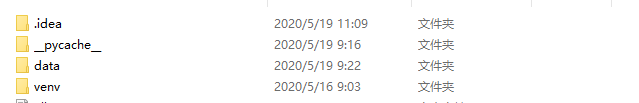 .idea 2020/5/19 11:09 文件夹
__pycache__ 2020/5/19 9:16 文件夹
data 2020/5/19 9:22 文件夹
venv 2020/5/16 9:03 文件夹